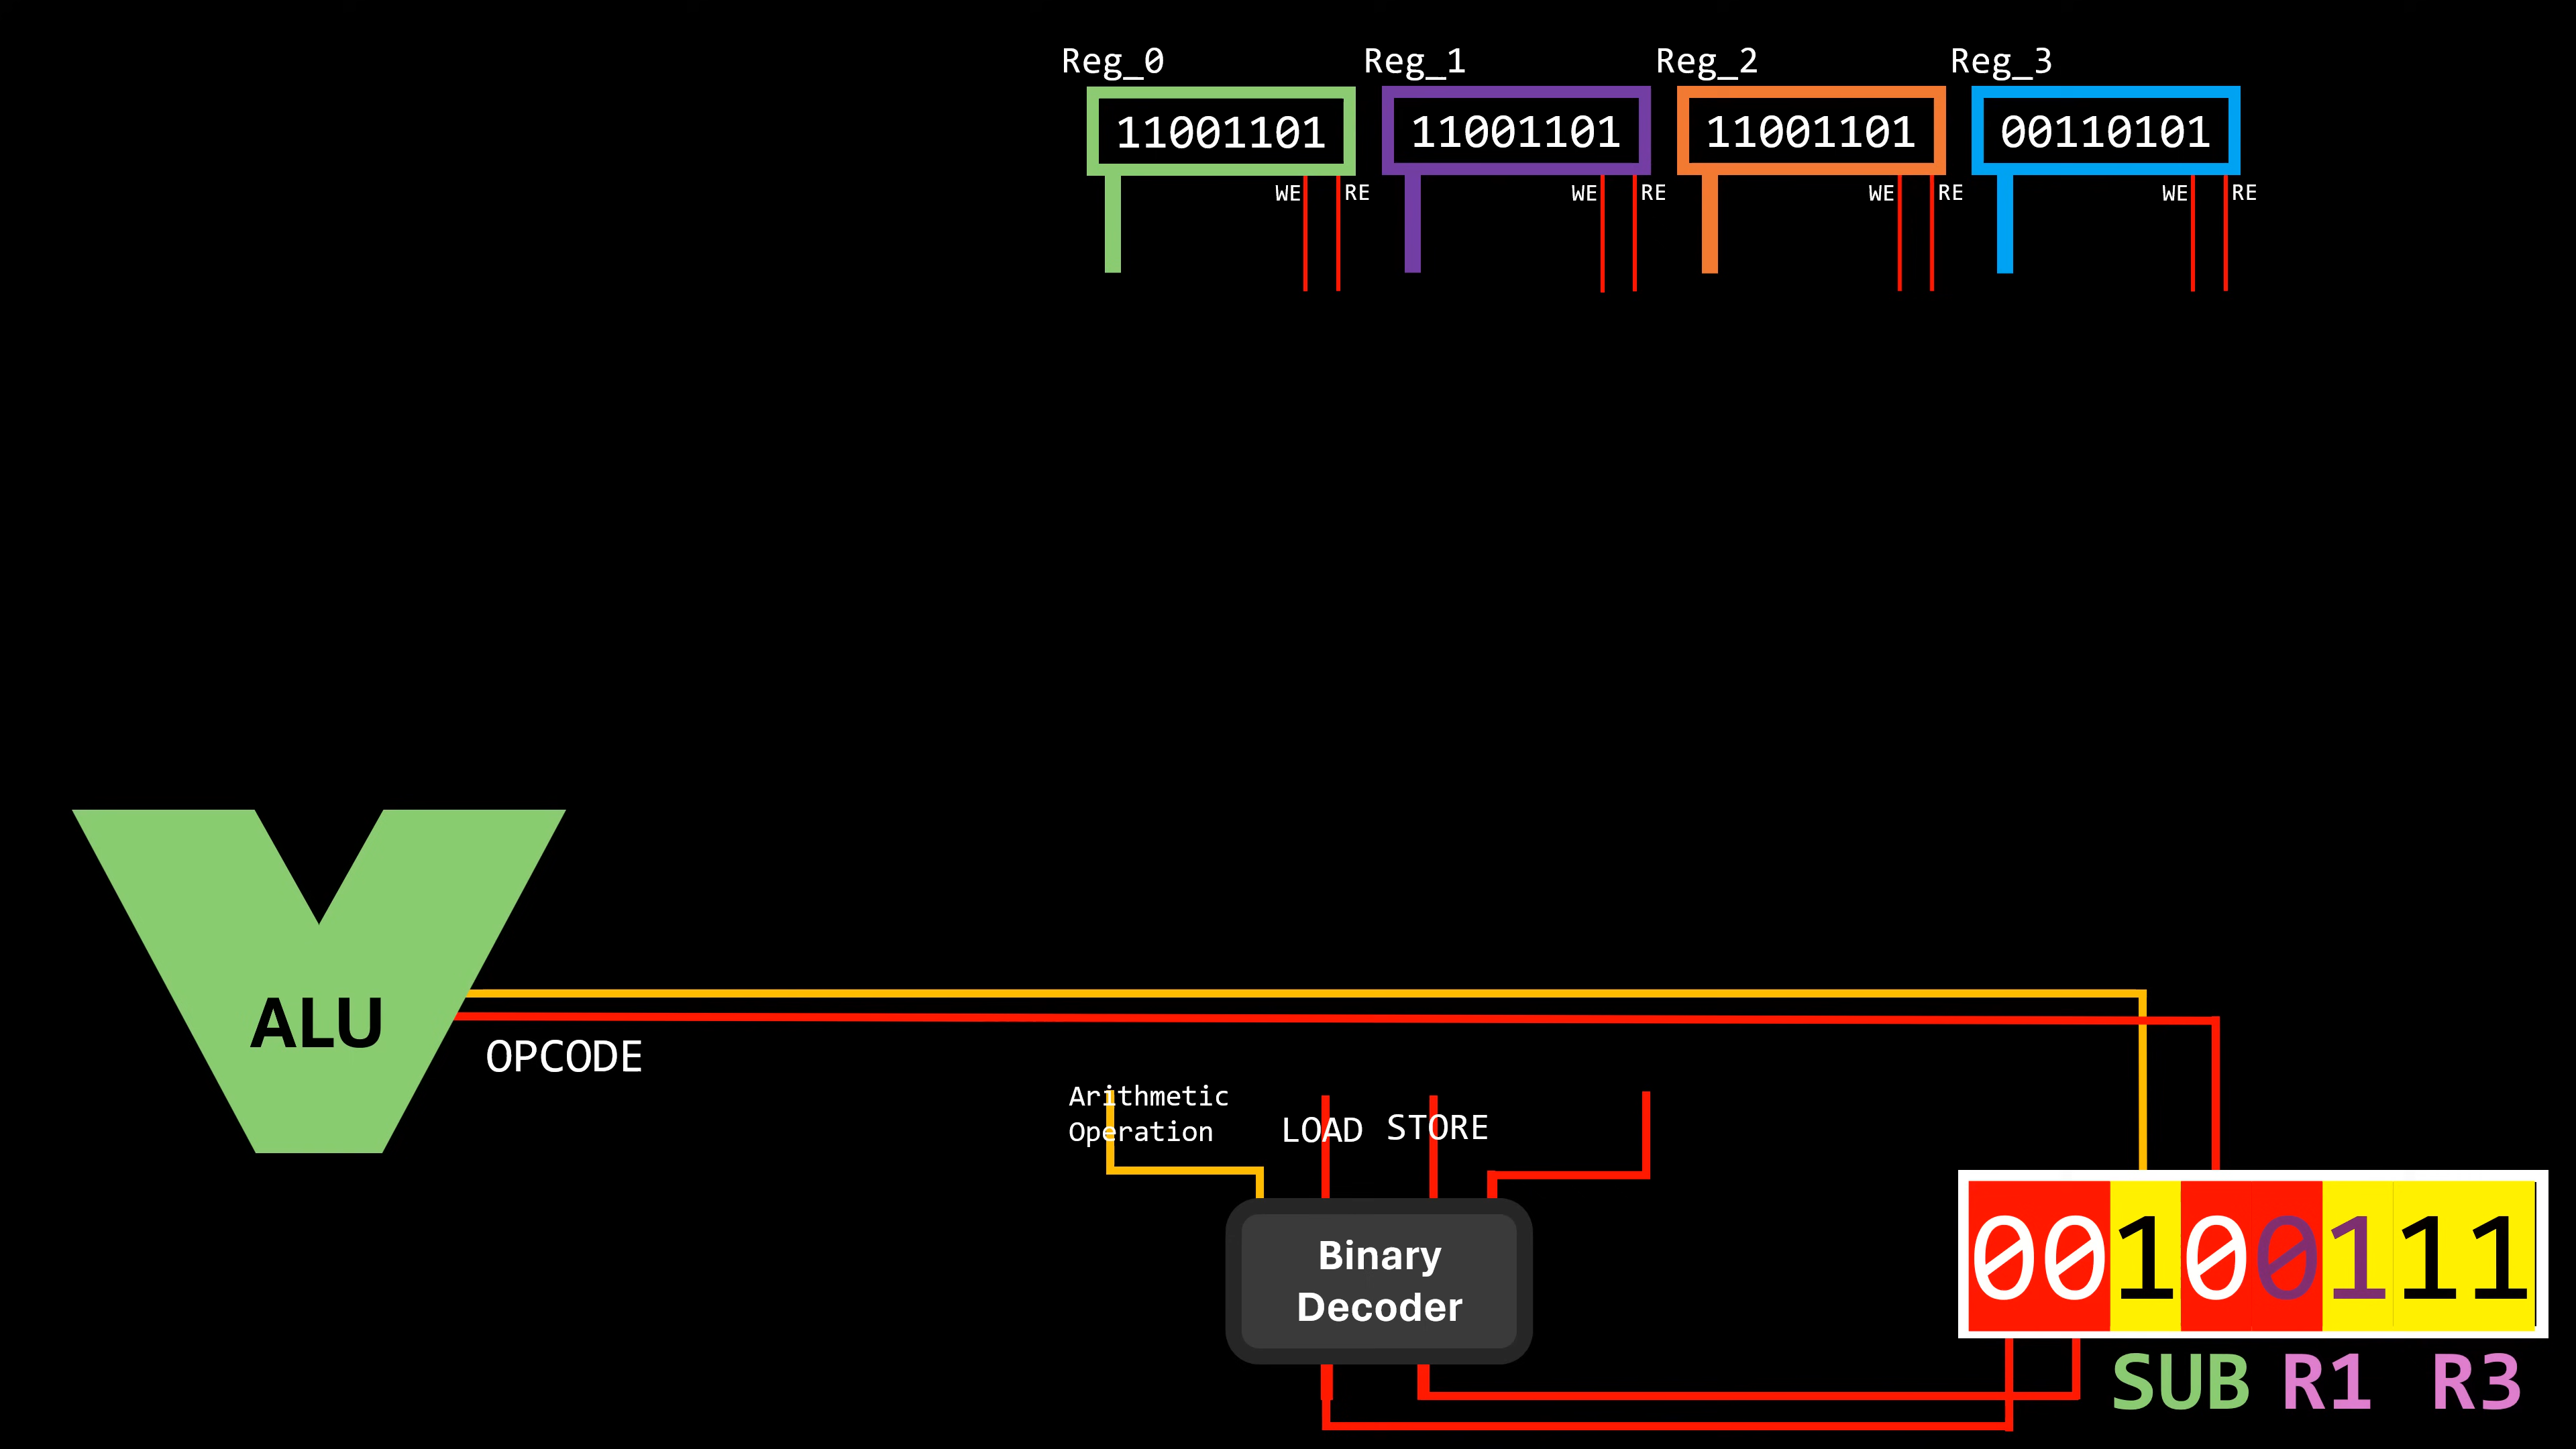 Reg_0 Reg_1 Reg_2 Reg_3
11001101 11001101 11001101 00110101
WE RE WE RE WE RE WE RE
ALU
OPCODE
Arithmetic
Operation
LOAD STORE
Binary
Decoder
00100111
SUB R1 R3